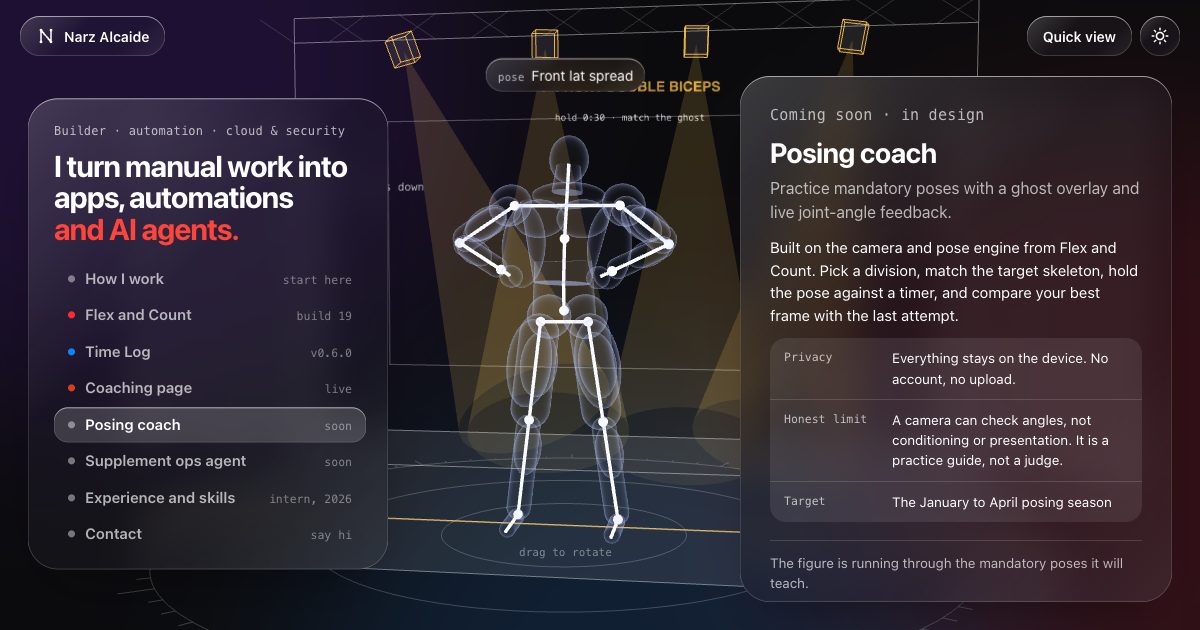 Narz Alcaide
Quick view
pose Front lat spread
BLE BICEPS
hold 0:30 · match the ghost
down
Builder · automation · cloud & security
I turn manual work into
apps, automations
and AI agents.
How I work start here
Flex and Count build 19
Time Log v0.6.0
Coaching page live
Posing coach soon
Supplement ops agent soon
Experience and skills intern, 2026
Contact say hi
drag to rotate
Coming soon · in design
Posing coach
Practice mandatory poses with a ghost overlay and
live joint-angle feedback.
Built on the camera and pose engine from Flex and
Count. Pick a division, match the target skeleton, hold
the pose against a timer, and compare your best
frame with the last attempt.
Privacy Everything stays on the device. No
account, no upload.
Honest limit A camera can check angles, not
conditioning or presentation. It is a
practice guide, not a judge.
Target The January to April posing season
The figure is running through the mandatory poses it will
teach.